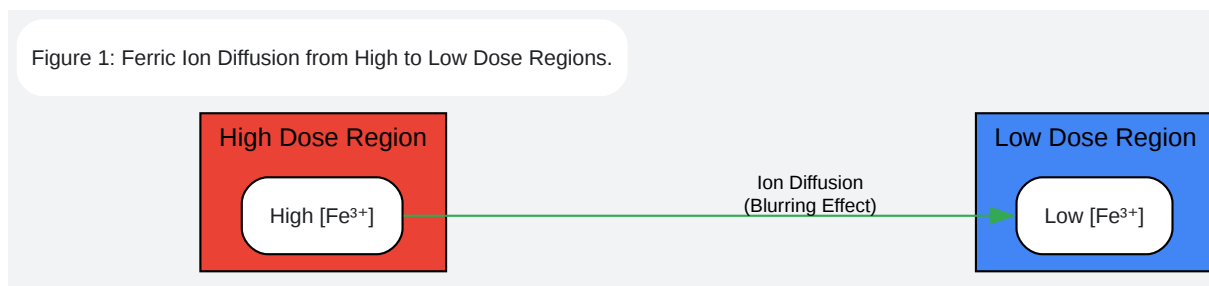 Figure 1: Ferric Ion Diffusion from High to Low Dose Regions.
High Dose Region
Low Dose Region
Ion Diffusion
(Blurring Effect)
High [Fe³⁺]
Low [Fe³⁺]